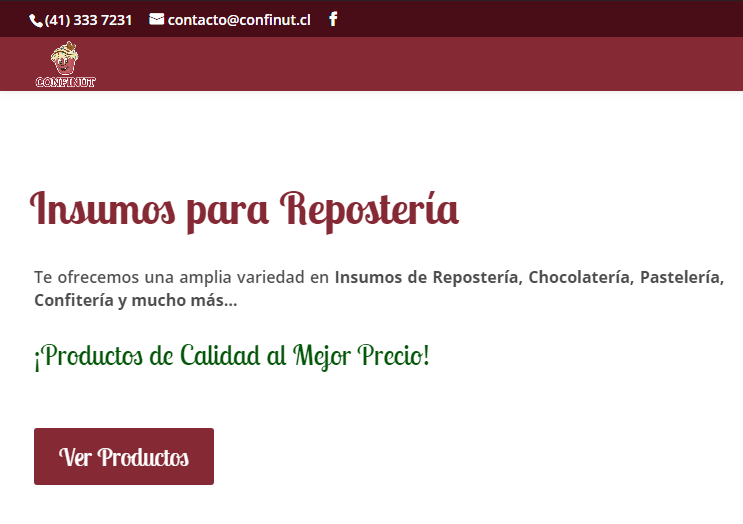 (41) 333 7231 contacto@confinut.cl
CONFINUT
Insumos para Repostería
Te ofrecemos una amplia variedad en Insumos de Repostería, Chocolatería, Pastelería,
Confitería y mucho más...
¡Productos de Calidad al Mejor Precio!
Ver Productos